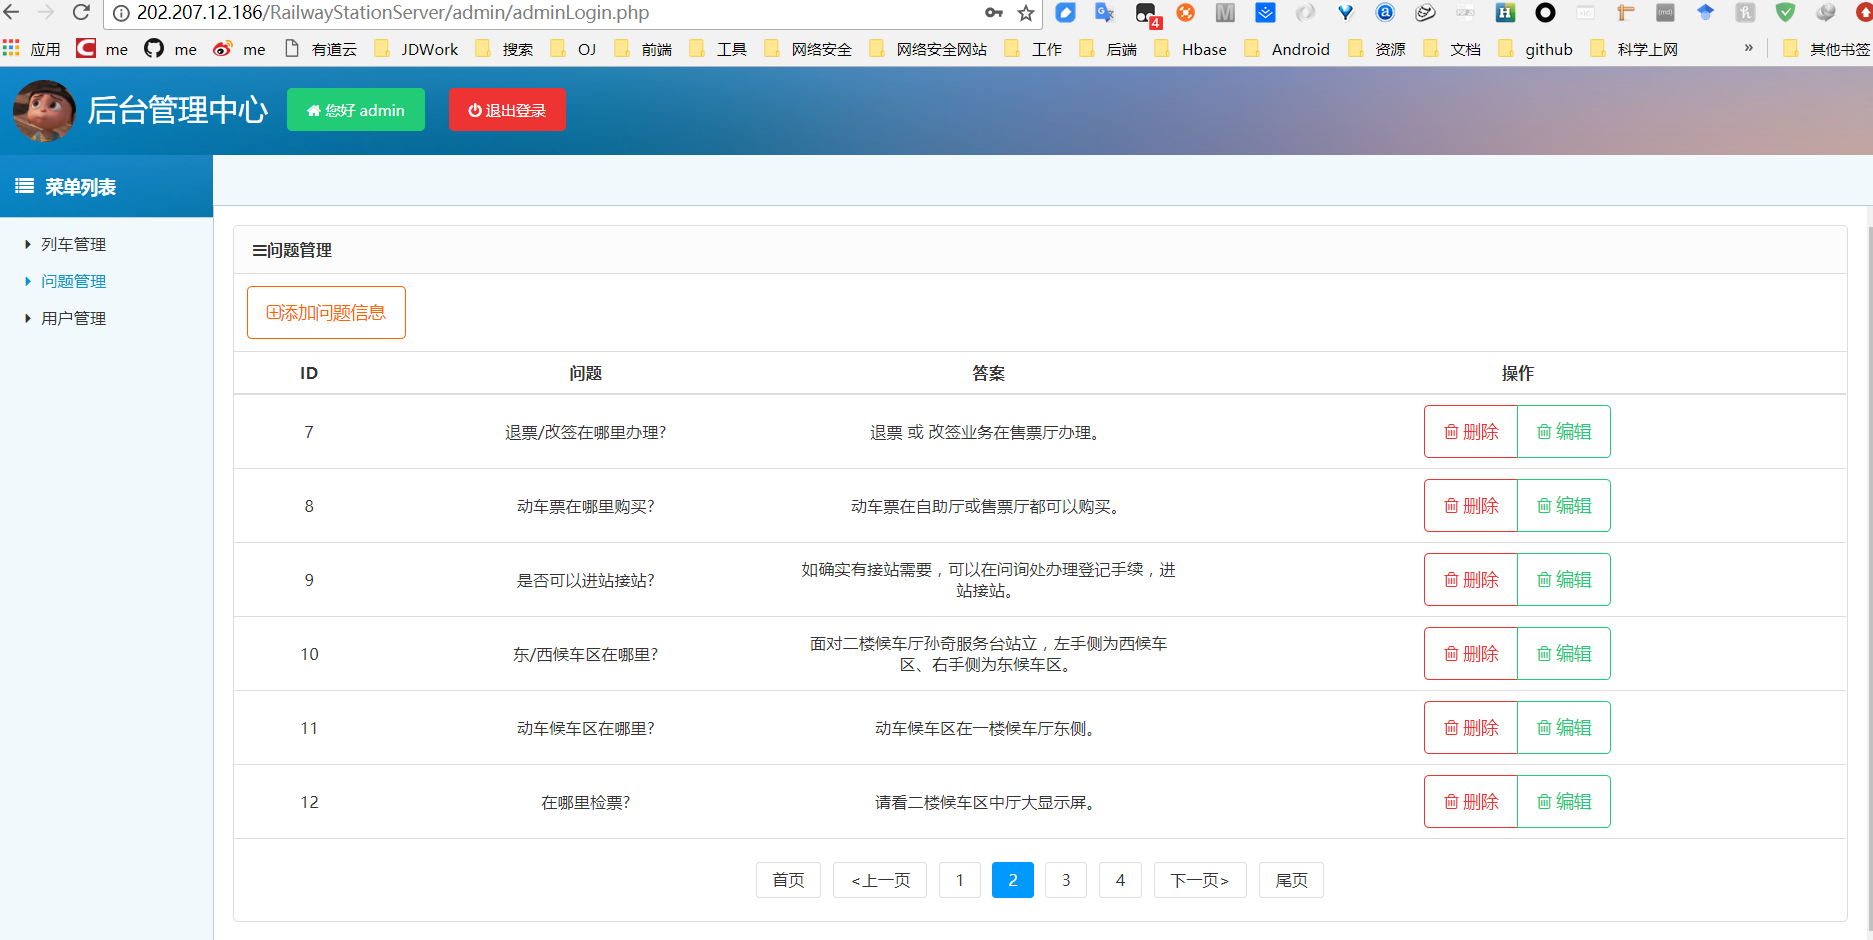 202.207.12.186/RailwayStationServer/admin/adminLogin.php
4
应用 me me me 有道云 JDWork 搜索 OJ 前端 工具 网络安全 网络安全网站 工作 后端 Hbase Android 资源 文档 github 科学上网 » 其他书签
后台管理中心 您好 admin 退出登录
菜单列表
列车管理
问题管理
用户管理
问题管理
添加问题信息
ID 问题 答案 操作
7 退票/改签在哪里办理? 退票 或 改签业务在售票厅办理。 删除 编辑
8 动车票在哪里购买? 动车票在自助厅或售票厅都可以购买。 删除 编辑
9 是否可以进站接站? 如确实有接站需要，可以在问询处办理登记手续，进
站接站。 删除 编辑
10 东/西候车区在哪里? 面对二楼候车厅孙奇服务台站立，左手侧为西候车
区、右手侧为东候车区。 删除 编辑
11 动车候车区在哪里? 动车候车区在一楼候车厅东侧。 删除 编辑
12 在哪里检票? 请看二楼候车区中厅大显示屏。 删除 编辑
首页 <上一页 1 2 3 4 下一页> 尾页